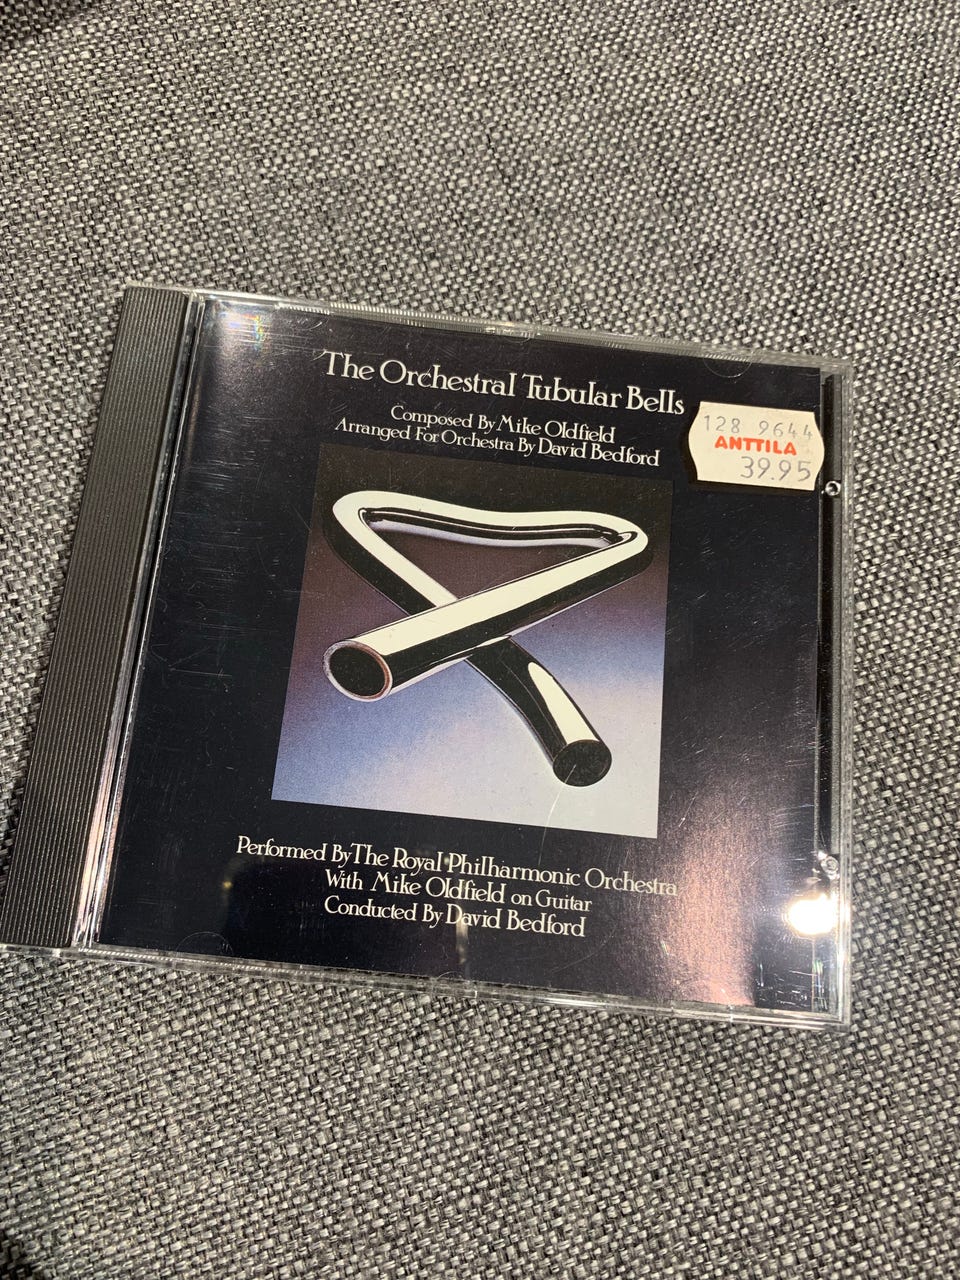 The Orchestral Tubular Bells
Composed By Mike Oldfield
Arranged For Orchestra By David Bedford
128 9644
ANTTILA
39.95
Performed By The Royal Philharmonic Orchestra
With Mike Oldfield on Guitar
Conducted By David Bedford